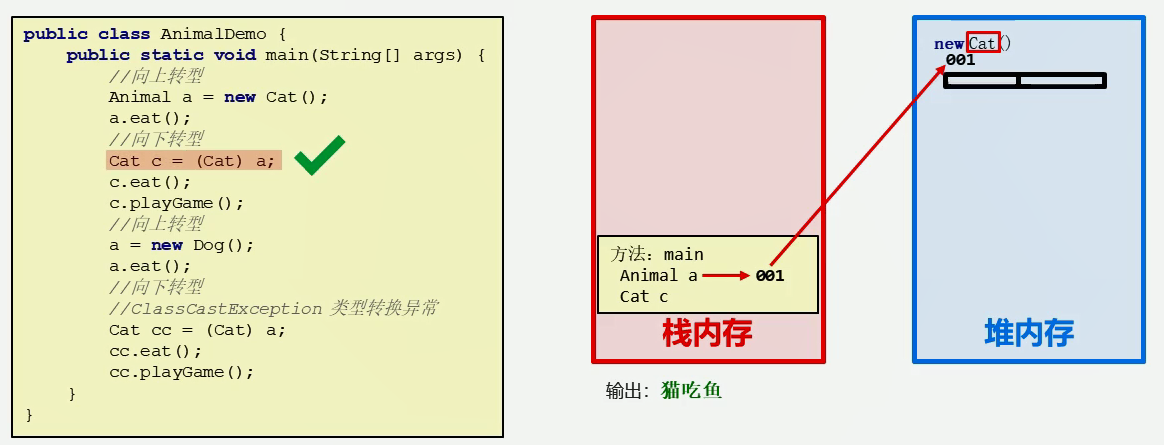 public class AnimalDemo {
public static void main(String[] args) {
//向上转型
Animal a = new Cat();
a.eat();
//向下转型
Cat c = (Cat) a;
c.eat();
c.playGame();
//向上转型
a = new Dog();
a.eat();
//向下转型
//ClassCastException 类型转换异常
Cat cc = (Cat) a;
cc.eat();
cc.playGame();
}
}
方法：main
Animal a
001
Cat c
栈内存
输出：猫吃鱼
new Cat()
001
堆内存